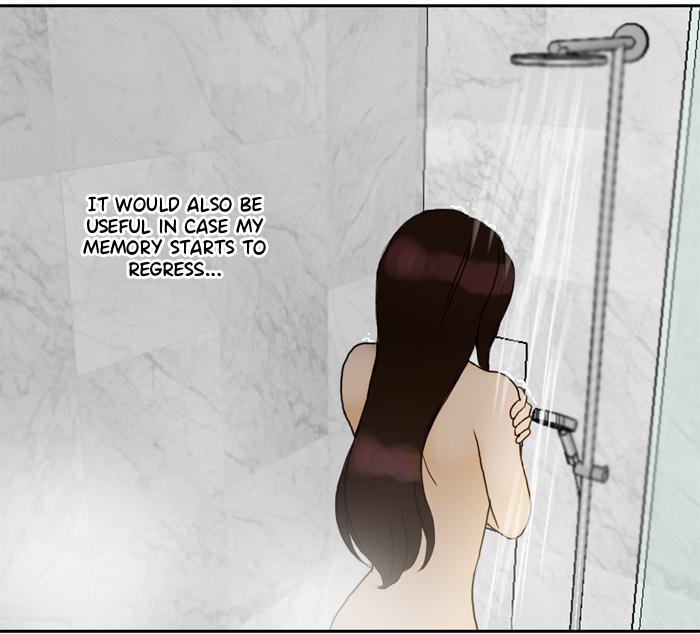 IT WOULD ALSO BE
USEFUL IN CASE MY
MEMORY STARTS TO
REGRESS...